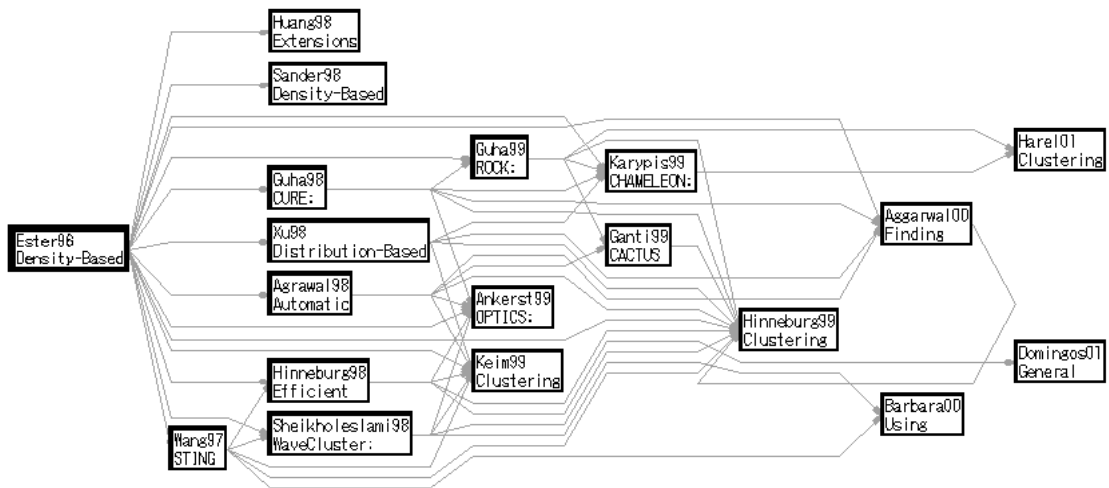 Huang98
Extensions
Sander98
Density-Based
Guha99
ROCK:
Harel01
Clustering
Karypis99
CHAMELEON:
Guha98
CURE:
Aggarwal00
Finding
Xu98
Distribution-Based
Ester96
Density-Based
Ganti99
CACTUS
Agrawal98
Automatic
Ankerst99
OPTICS:
Hinneburg99
Clustering
Domingos01
General
Keim99
Clustering
Hinneburg98
Efficient
Barbara00
Using
Sheikholeslami98
WaveCluster:
Wang97
STING